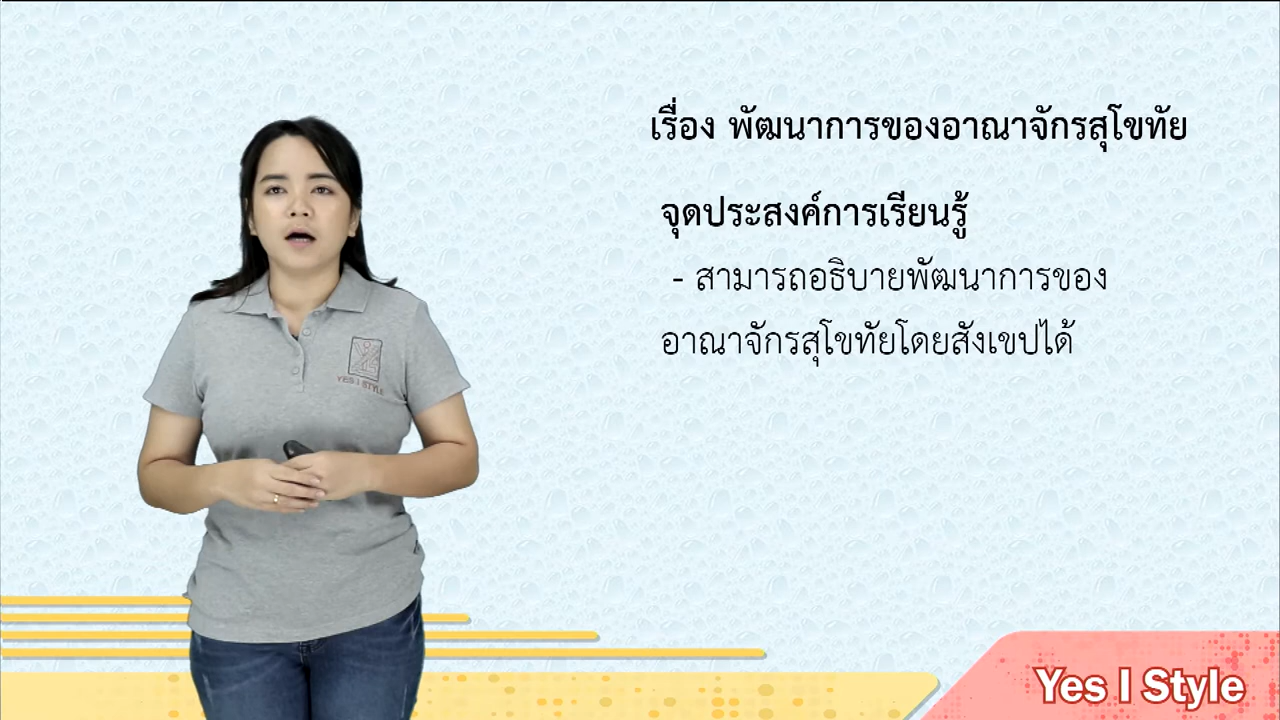 เรื่อง พัฒนาการของอาณาจักรสุโขทัย
จุดประสงค์การเรียนรู้
- สามารถอธิบายพัฒนาการของ
อาณาจักรสุโขทัยโดยสังเขปได้
YES I STYLE
Yes I Style